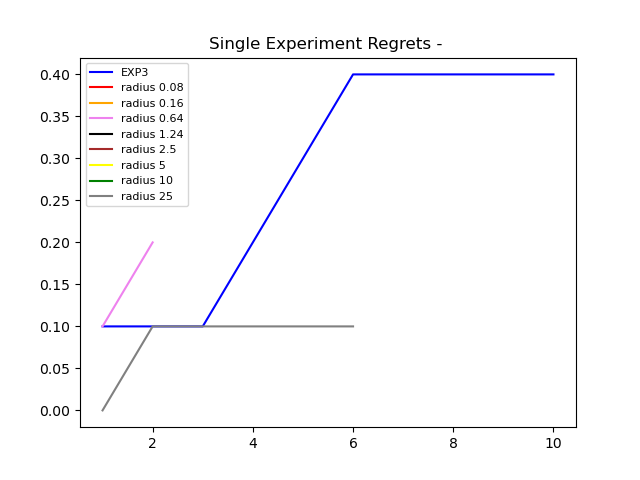 Single Experiment Regrets -
EXP3
radius 0.08
radius 0.16
radius 0.64
radius 1.24
radius 2.5
radius 5
radius 10
radius 25
0.40
0.35
0.30
0.25
0.20
0.15
0.10
0.05
0.00
2
4
6
8
10